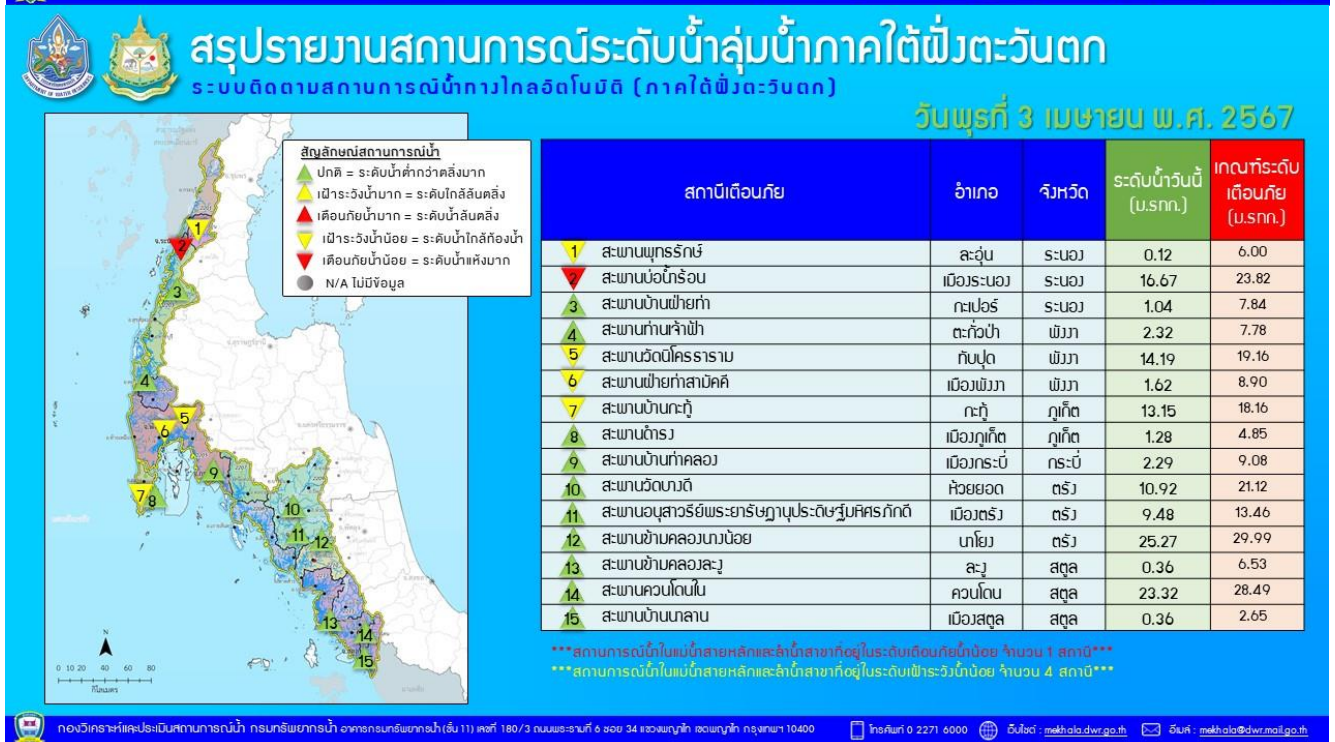 สรุปรายงานสถานการณ์ระดับน้ำลุ่มน้ำภาคใต้ฝั่งตะวันตก
ระบบติดตามสถานการณ์น้ำทางไกลอัตโนมัติ (ภาคใต้ฝั่งตะวันตก)
วันพุธที่ 3 เมษายน พ.ศ. 2567
สัญลักษณ์สถานการณ์น้ำ
ปกติ = ระดับน้ำต่ำกว่าตลิ่งมาก
เฝ้าระวังน้ำมาก = ระดับใกล้ล้นตลิ่ง
เตือนภัยน้ำมาก = ระดับน้ำล้นตลิ่ง
เฝ้าระวังน้ำน้อย = ระดับน้ำใกล้ท้องน้ำ
เตือนภัยน้ำน้อย = ระดับน้ำแห้งมาก
N/A ไม่มีข้อมูล
1
2
3
4
5
6
7 8
9
10
11 12
13
14
15
N
0 10 20 40 60 80
กิโลเมตร
สถานีเตือนภัย อำเภอ จังหวัด ระดับน้ำวันนี้ (ม.รทก.) เกณฑ์ระดับเตือนภัย (ม.รทก.)
1 สะพานพุทธรักษ์ ละอุ่น ระนอง 0.12 6.00
2 สะพานบ่อน้ำร้อน เมืองระนอง ระนอง 16.67 23.82
3 สะพานบ้านฝ่ายท่า กะเปอร์ ระนอง 1.04 7.84
4 สะพานท่านเจ้าฟ้า ตะกั่วป่า พังงา 2.32 7.78
5 สะพานวัดนิโครธาราม ทับปุด พังงา 14.19 19.16
6 สะพานฝ่ายท่าสามัคคี เมืองพังงา พังงา 1.62 8.90
7 สะพานบ้านกะทู้ กะทู้ ภูเก็ต 13.15 18.16
8 สะพานดำรง เมืองภูเก็ต ภูเก็ต 1.28 4.85
9 สะพานบ้านท่าคลอง เมืองกระบี่ กระบี่ 2.29 9.08
10 สะพานวัดบางดี ห้วยยอด ตรัง 10.92 21.12
11 สะพานอนุสาวรีย์พระยารัษฎานุประดิษฐ์มหิศรภักดี เมืองตรัง ตรัง 9.48 13.46
12 สะพานข้ามคลองนางน้อย นาโยง ตรัง 25.27 29.99
13 สะพานข้ามคลองละงู ละงู สตูล 0.36 6.53
14 สะพานควนโดนใน ควนโดน สตูล 23.32 28.49
15 สะพานบ้านนาลาน เมืองสตูล สตูล 0.36 2.65
***สถานการณ์น้ำในแม่น้ำสายหลักและลำน้ำสาขาที่อยู่ในระดับเตือนภัยน้ำน้อย จำนวน 1 สถานี***
***สถานการณ์น้ำในแม่น้ำสายหลักและลำน้ำสาขาที่อยู่ในระดับเฝ้าระวังน้ำน้อย จำนวน 4 สถานี***
กองวิเคราะห์และประเมินสถานการณ์น้ำ กรมทรัพยากรน้ำ อาคารกรมทรัพยากรน้ำ (ชั้น 11) เลขที่ 180/3 ถนนพระรามที่ 6 ซอย 34 แขวงพญาไท เขตพญาไท กรุงเทพฯ 10400 โทรศัพท์ 0 2271 6000 เว็บไซต์ : mekhala.dwr.go.th อีเมล์ : mekhala@dwr.mail.go.th